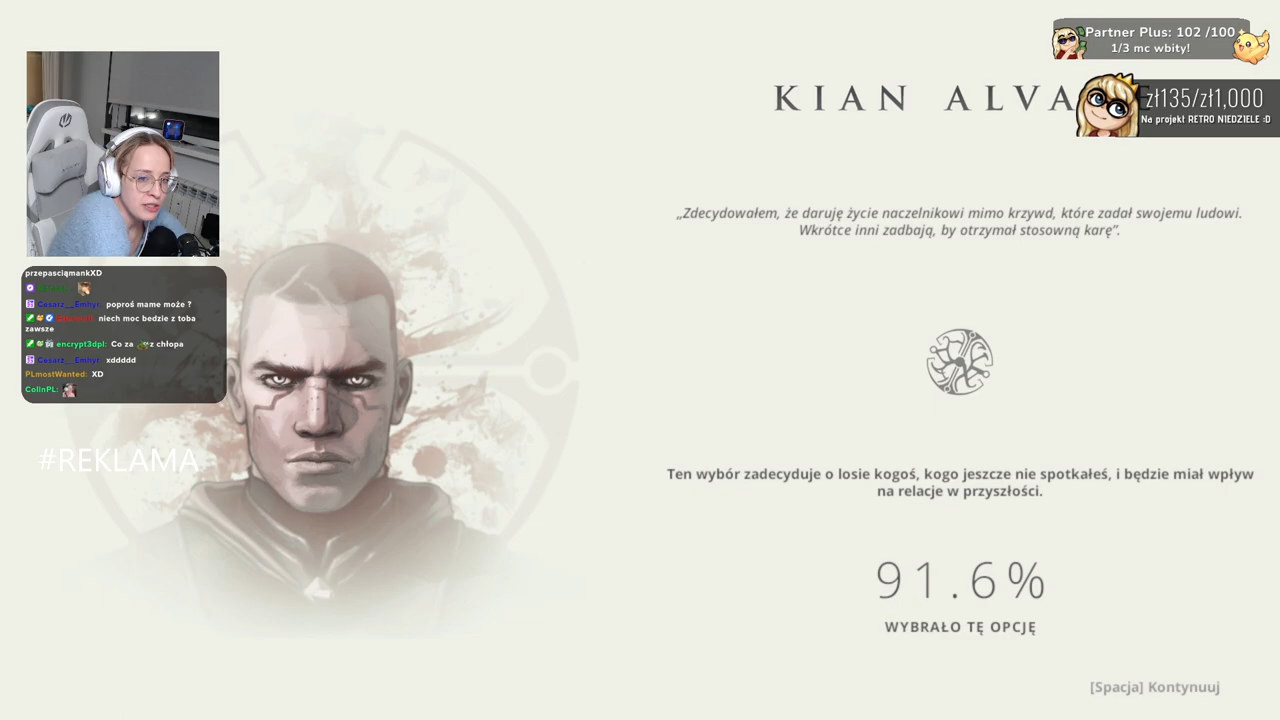 Partner Plus: 102 /100
1/3 mc wbity!
KIAN ALVA
zł135/zł1,000
Na projekt RETRO NIEDZIELE :D
„Zdecydowałem, że daruję życie naczelnikowi mimo krzywd, które zadał swojemu ludowi.
Wkrótce inni zadbają, by otrzymał stosowną karę”.
przepasciąmankXD
Cesarz__Emhyr: poproś mame może ?
niech moc bedzie z toba
zawsze
encrypt3dpl: Co za z chłopa
Cesarz__Emhyr: xddddd
PLmostWanted: XD
ColinPL:
#REKLAMA
Ten wybór zadecyduje o losie kogoś, kogo jeszcze nie spotkałeś, i będzie miał wpływ
na relacje w przyszłości.
91.6%
WYBRAŁO TĘ OPCJĘ
[Spacja] Kontynuuj